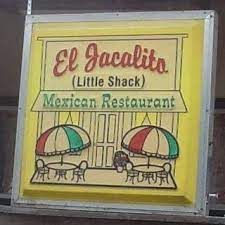 El Jacalito
(Little Shack)
Mexican Restaurant